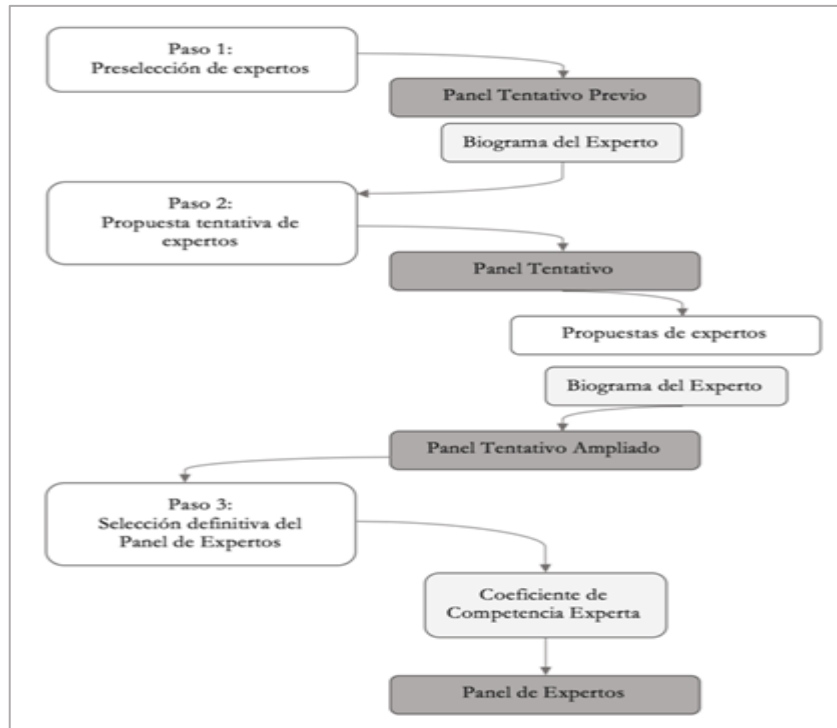 Paso 1:
Preselección de expertos
Panel Tentativo Previo
Biograma del Experto
Paso 2:
Propuesta tentativa de
expertos
Panel Tentativo
Propuestas de expertos
Biograma del Experto
Panel Tentativo Ampliado
Paso 3:
Selección definitiva del
Panel de Expertos
Coeficiente de
Competencia Experta
Panel de Expertos